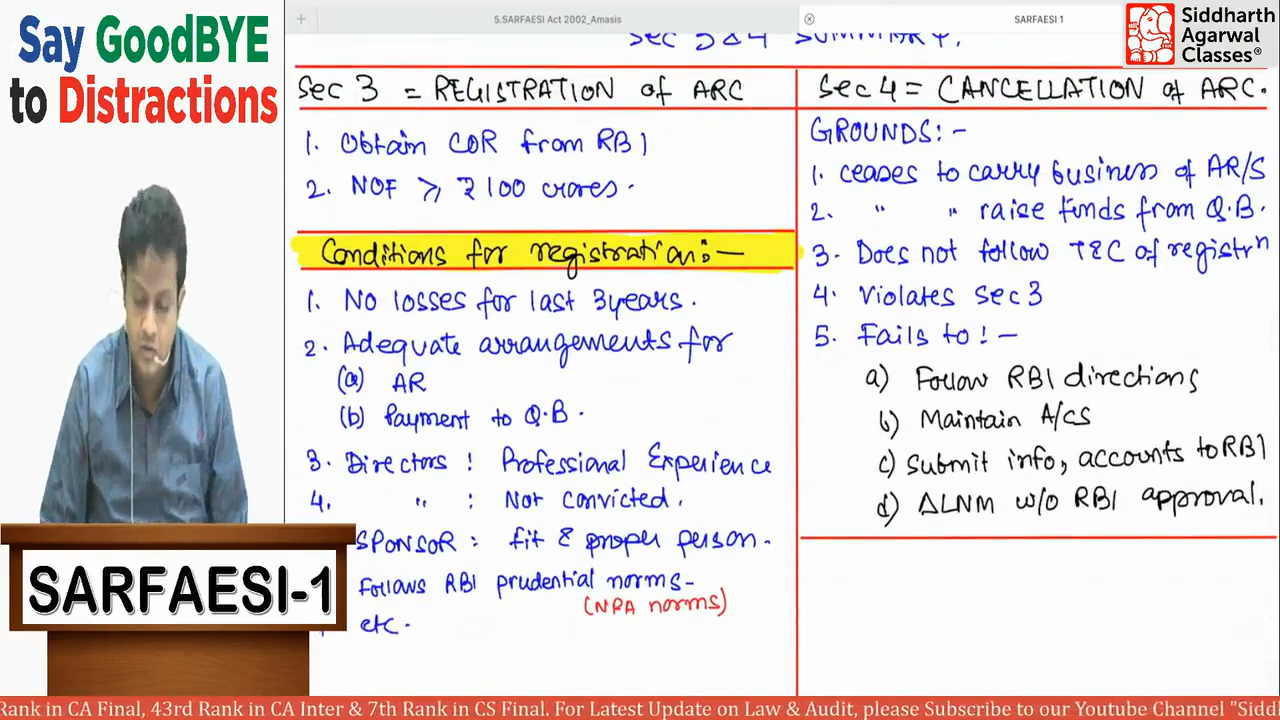 Say GoodBYE
to Distractions
5.SARFAESI Act 2002_Amasis
SARFAESI 1
Siddharth
Agarwal
Classes®
Sec 3 & 4 SUMMARY.
Sec 3 = REGISTRATION of ARC
1. Obtain COR from RBI
2. NOF ≥ ₹100 crores.
Conditions for registration:-
1. No losses for last 3 years.
2. Adequate arrangements for
(a) AR
(b) Payment to Q.B.
3. Directors : Professional Experience
4. " : Not convicted.
SPONSOR : fit & proper person.
Follows RBI prudential norms-
(NPA norms)
etc.
Sec 4 = CANCELLATION of ARC.
GROUNDS:-
1. ceases to carry business of AR/S
2. " " raise funds from Q.B.
3. Does not follow T&C of registrn
4. Violates Sec 3
5. Fails to :-
a) Follow RBI directions
b) Maintain A/CS
c) Submit info, accounts to RBI
d) ΔLNM w/o RBI approval.
SARFAESI-1
Rank in CA Final, 43rd Rank in CA Inter & 7th Rank in CS Final. For Latest Update on Law & Audit, please Subscribe to our Youtube Channel "Sidd